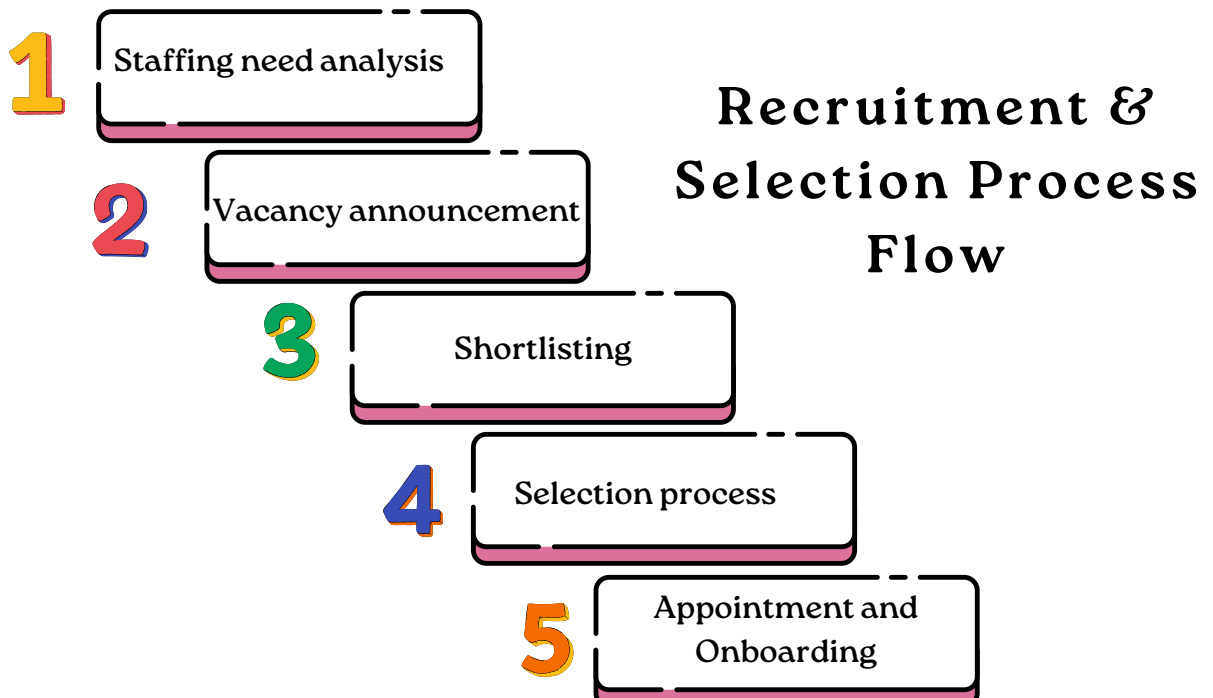 1
Staffing need analysis
Recruitment &
Selection Process
Flow
2
Vacancy announcement
3
Shortlisting
4
Selection process
5
Appointment and
Onboarding